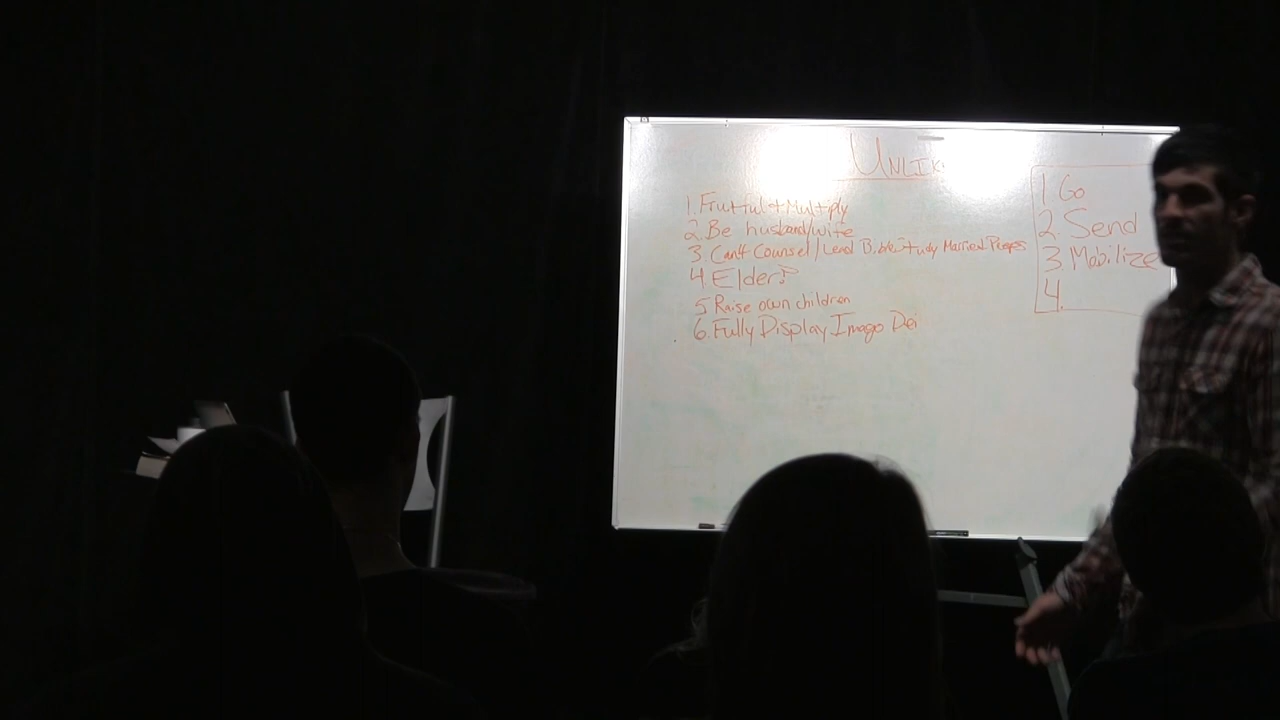 UNLIK
1. Fruitful + Multiply
2. Be husband/wife
3. Can't Counsel/Lead Bible Study Married Peeps
4. Elder?
5 Raise own children
6. Fully Display Imago Dei
1 Go
2. Send
3. Mobilize
4.